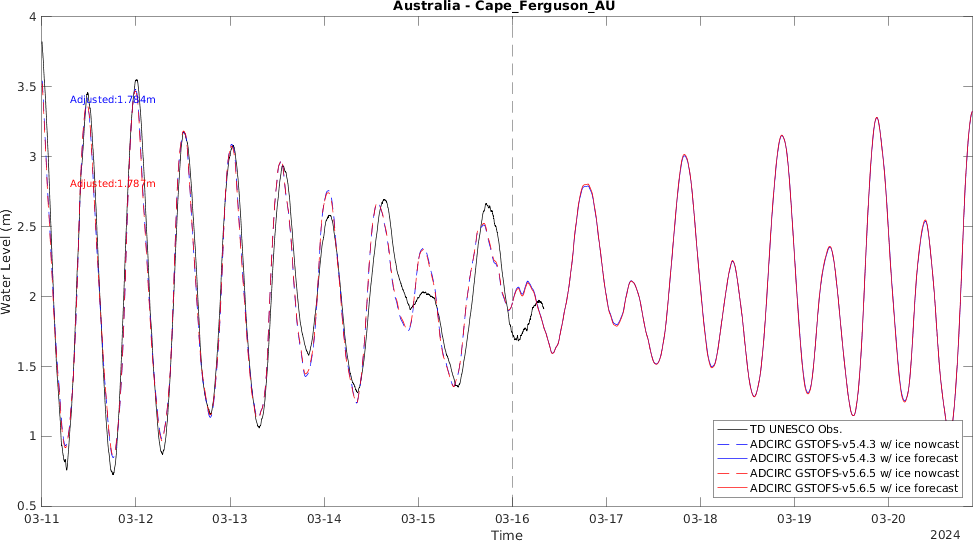 Australia - Cape_Ferguson_AU
Water Level (m)
4
3.5
3
2.5
2
1.5
1
0.5
Adjusted:1.784m
Adjusted:1.787m
TD UNESCO Obs.
ADCIRC GSTOFS-v5.4.3 w/ ice nowcast
ADCIRC GSTOFS-v5.4.3 w/ ice forecast
ADCIRC GSTOFS-v5.6.5 w/ ice nowcast
ADCIRC GSTOFS-v5.6.5 w/ ice forecast
03-11 03-12 03-13 03-14 03-15 03-16 03-17 03-18 03-19 03-20
Time
2024